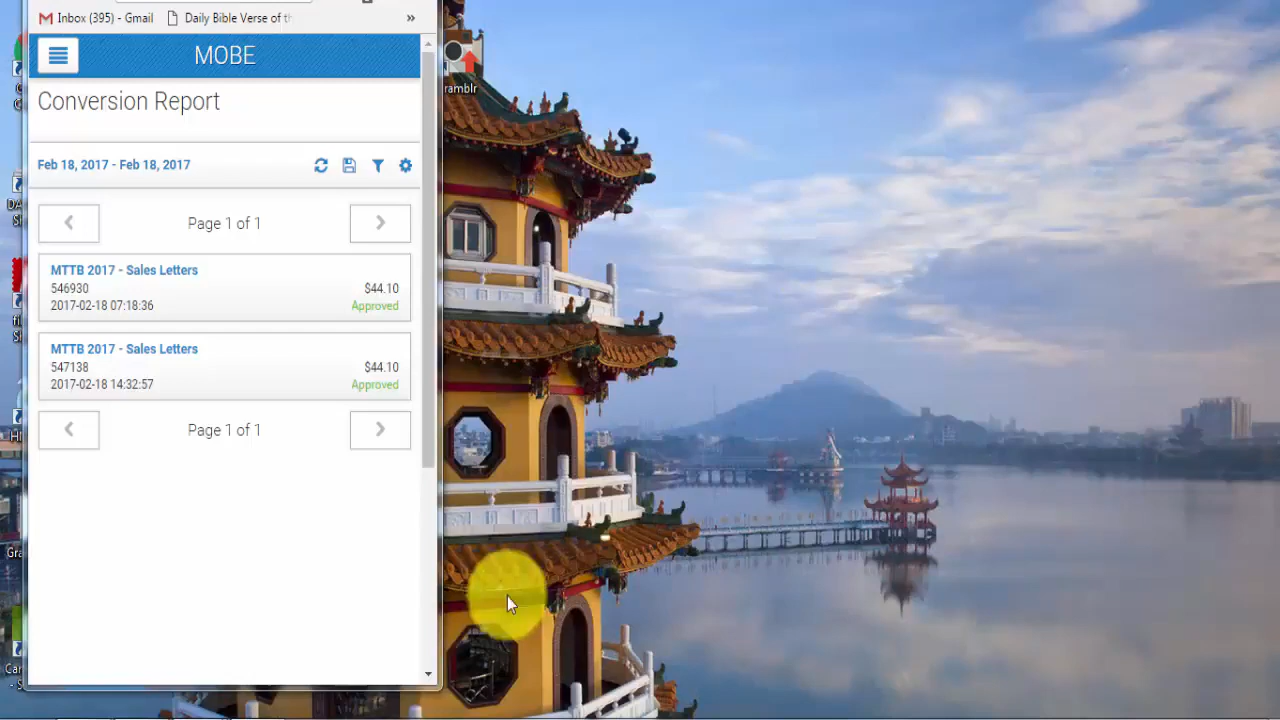 Inbox (395) - Gmail
Daily Bible Verse of th
»
MOBE
Conversion Report
Feb 18, 2017 - Feb 18, 2017
Page 1 of 1
MTTB 2017 - Sales Letters
546930 $44.10
2017-02-18 07:18:36 Approved
MTTB 2017 - Sales Letters
547138 $44.10
2017-02-18 14:32:57 Approved
Page 1 of 1
ramblr